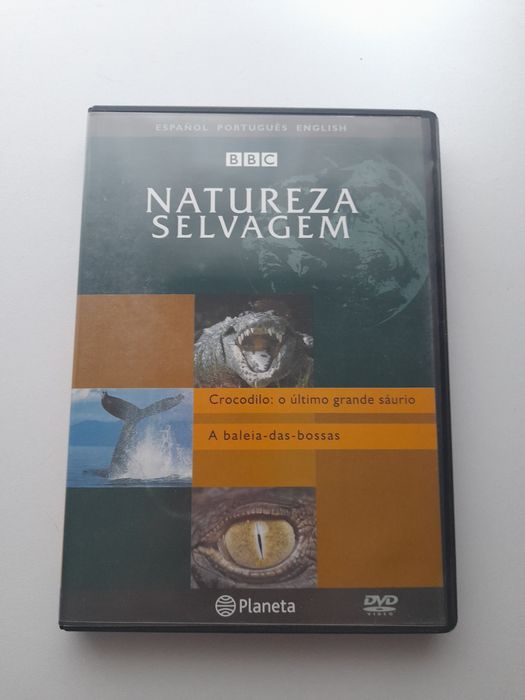 ESPAÑOL PORTUGUÊS ENGLISH
BBC
NATUREZA
SELVAGEM
Crocodilo: o último grande sáurio
A baleia-das-bossas
Planeta
DVD
VIDEO